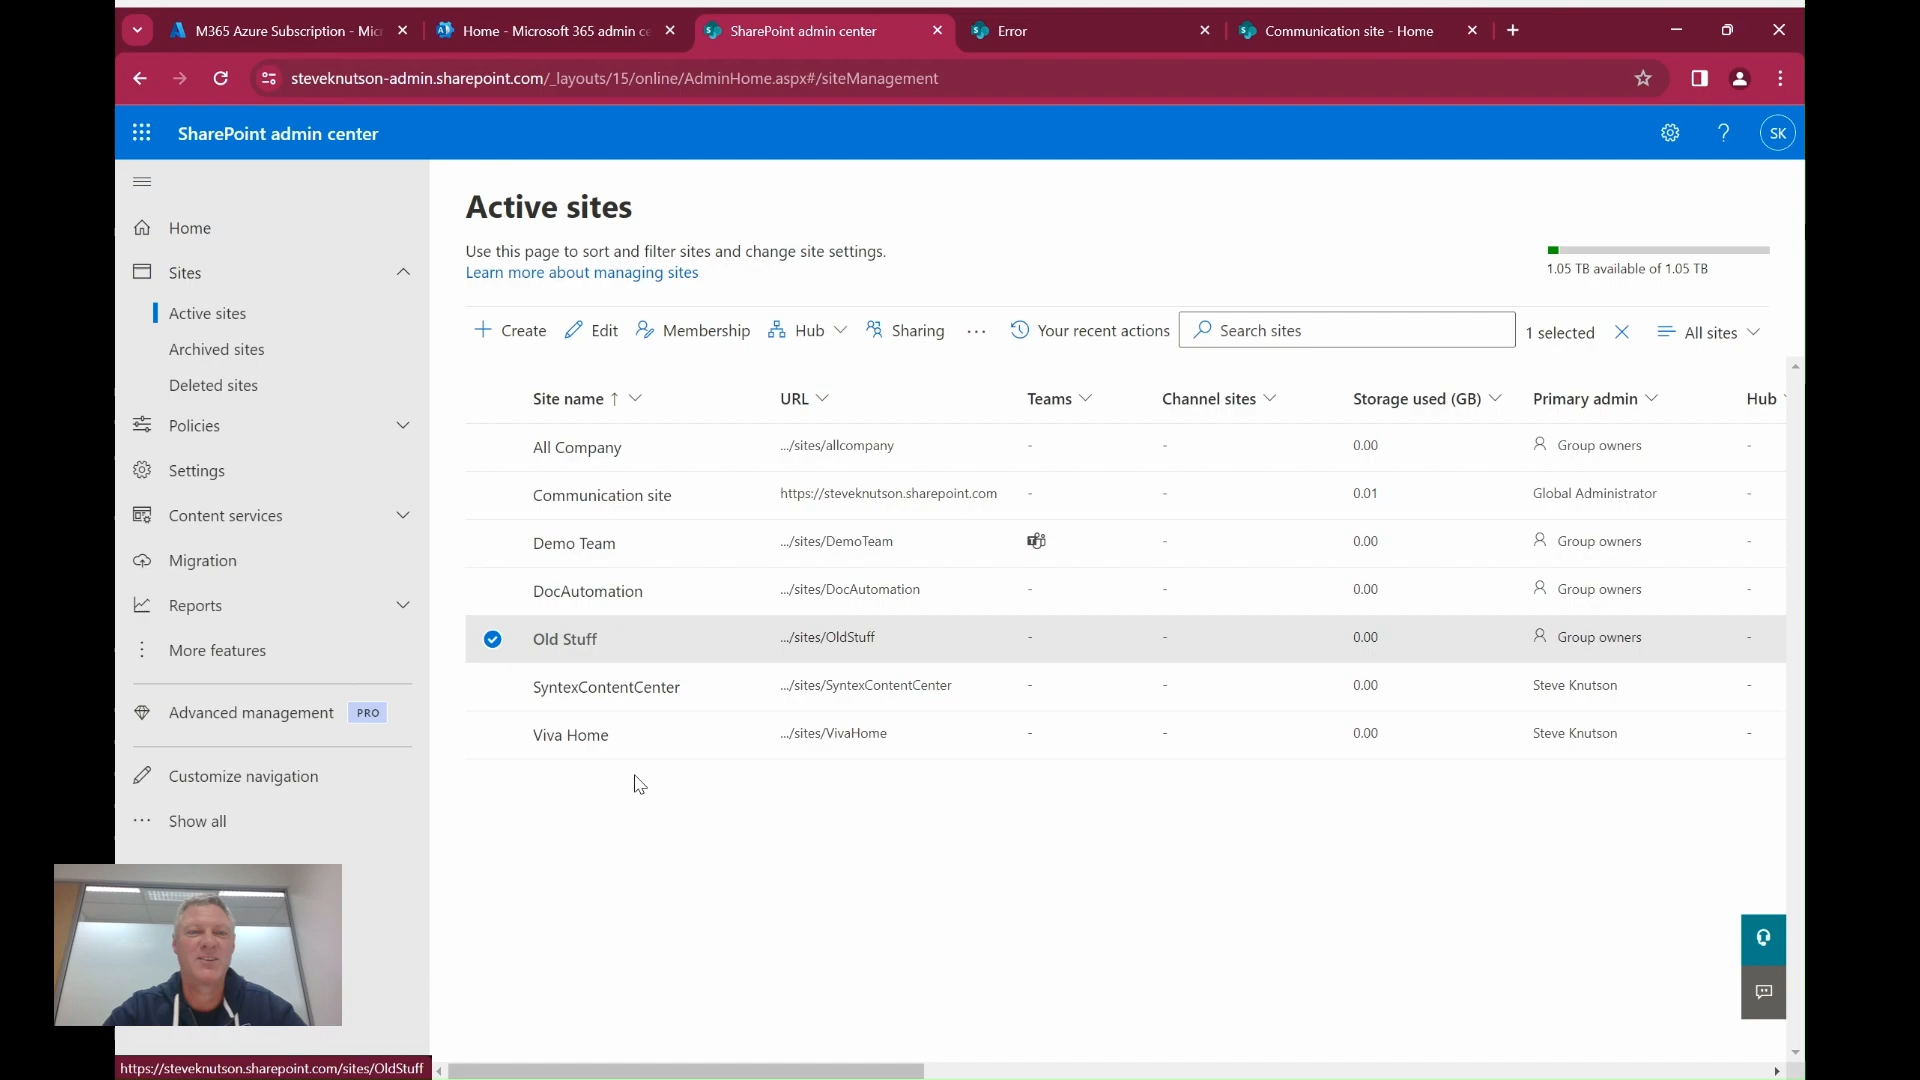 M365 Azure Subscription - Mic
Home - Microsoft 365 admin ce
SharePoint admin center
Error
Communication site - Home
steveknutson-admin.sharepoint.com/_layouts/15/online/AdminHome.aspx#/siteManagement
SharePoint admin center
SK
Home
Sites
Active sites
Archived sites
Deleted sites
Policies
Settings
Content services
Migration
Reports
More features
Advanced management PRO
Customize navigation
Show all
Active sites
Use this page to sort and filter sites and change site settings.
Learn more about managing sites
1.05 TB available of 1.05 TB
Create Edit Membership Hub Sharing ... Your recent actions Search sites 1 selected All sites
Site name ↑ URL Teams Channel sites Storage used (GB) Primary admin Hub
All Company .../sites/allcompany - - 0.00 Group owners -
Communication site https://steveknutson.sharepoint.com - - 0.01 Global Administrator -
Demo Team .../sites/DemoTeam - 0.00 Group owners -
DocAutomation .../sites/DocAutomation - - 0.00 Group owners -
Old Stuff .../sites/OldStuff - - 0.00 Group owners -
SyntexContentCenter .../sites/SyntexContentCenter - - 0.00 Steve Knutson -
Viva Home .../sites/VivaHome - - 0.00 Steve Knutson -
https://steveknutson.sharepoint.com/sites/OldStuff